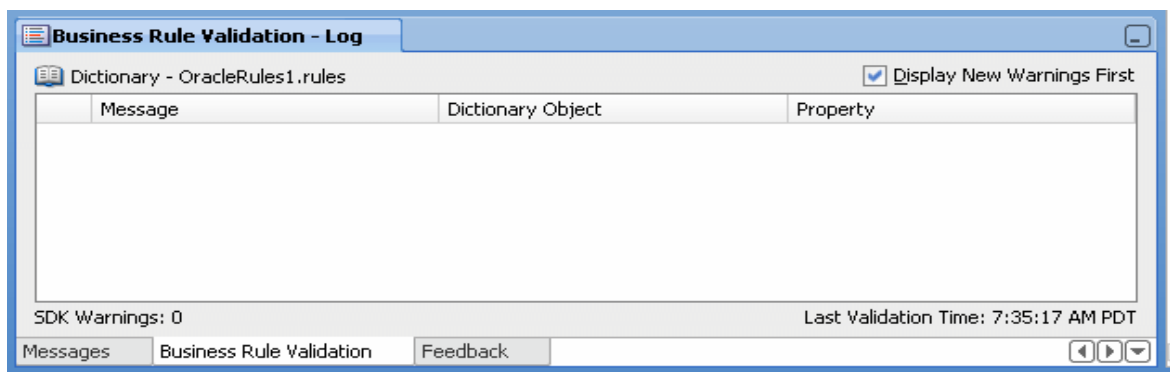 Business Rule Validation - Log
Dictionary - OracleRules1.rules Display New Warnings First
Message Dictionary Object Property
SDK Warnings: 0 Last Validation Time: 7:35:17 AM PDT
Messages Business Rule Validation Feedback